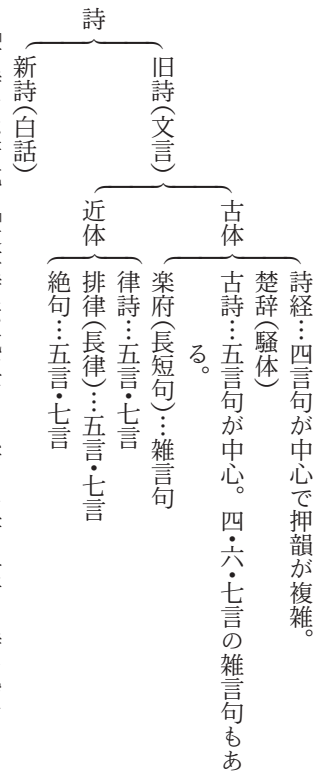 詩
旧詩（文言）
古体
詩経…四言句が中心で押韻が複雑。
楚辞（騒体）
古詩…五言句が中心。四・六・七言の雑言句もあ
る。
楽府（長短句）…雑言句
近体
律詩…五言・七言
排律（長律）…五言・七言
絶句…五言・七言
新詩（白話）